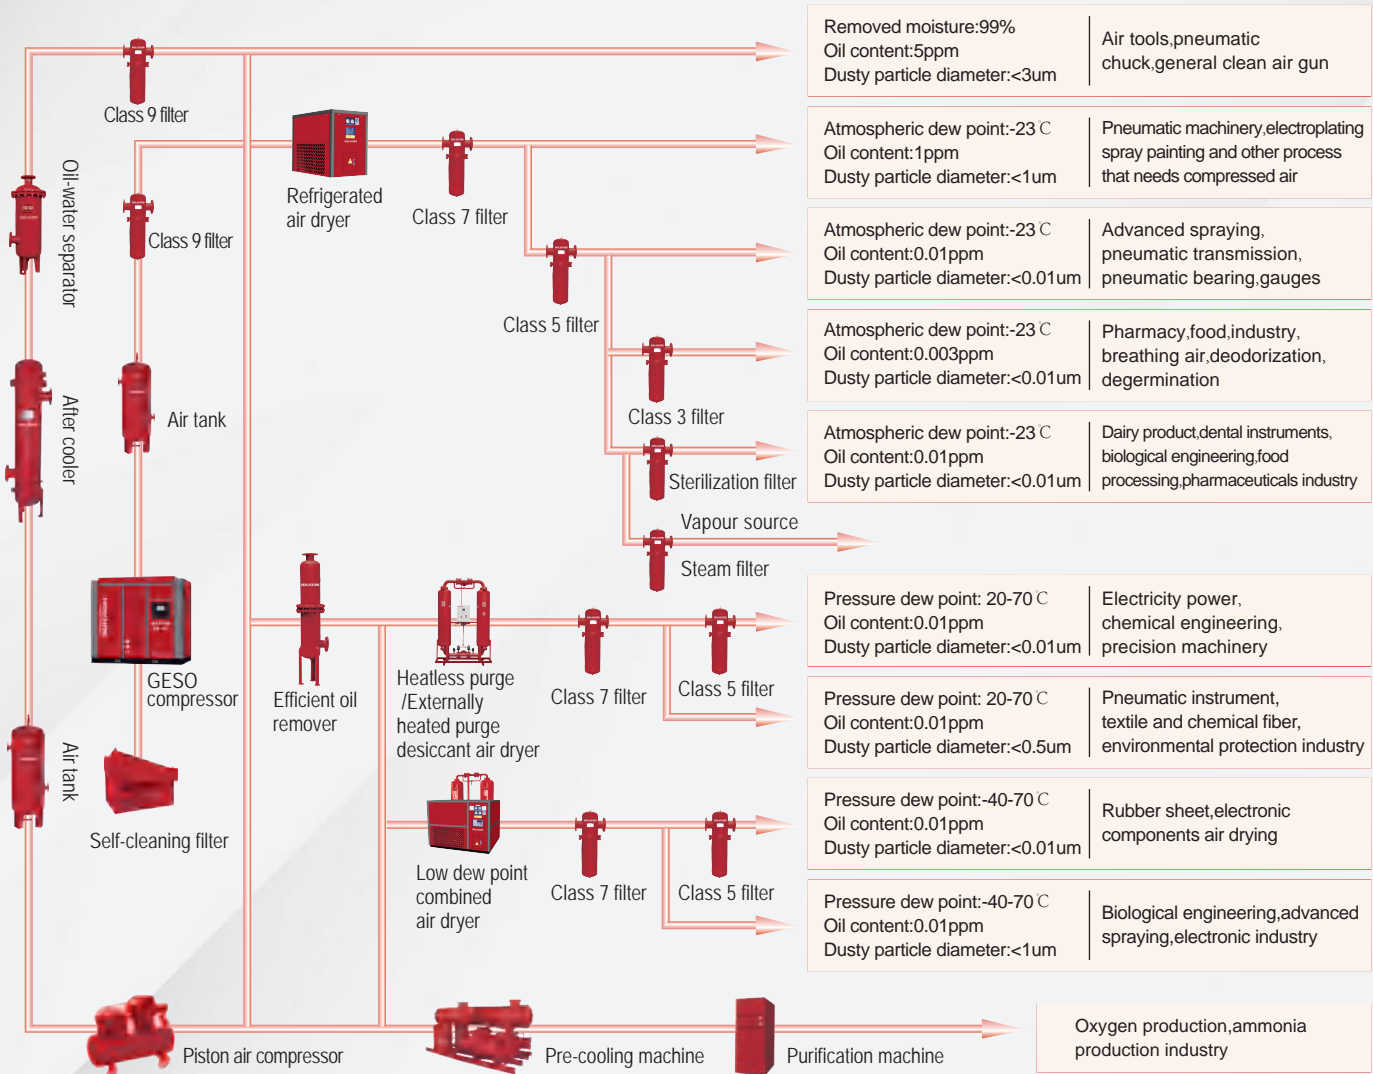 Removed moisture:99%
Oil content:5ppm
Dusty particle diameter:<3um
Air tools,pneumatic
chuck,general clean air gun
Class 9 filter
Atmospheric dew point:-23℃
Oil content:1ppm
Dusty particle diameter:<1um
Pneumatic machinery,electroplating
spray painting and other process
that needs compressed air
Refrigerated
air dryer
Class 7 filter
Oil-water separator
Class 9 filter
Atmospheric dew point:-23℃
Oil content:0.01ppm
Dusty particle diameter:<0.01um
Advanced spraying,
pneumatic transmission,
pneumatic bearing,gauges
Class 5 filter
Atmospheric dew point:-23℃
Oil content:0.003ppm
Dusty particle diameter:<0.01um
Pharmacy,food,industry,
breathing air,deodorization,
degermination
Class 3 filter
After cooler
Air tank
Atmospheric dew point:-23℃
Oil content:0.01ppm
Dusty particle diameter:<0.01um
Dairy product,dental instruments,
biological engineering,food
processing,pharmaceuticals industry
Sterilization filter
Vapour source
Steam filter
GESO
compressor
Efficient oil
remover
Heatless purge
/Externally
heated purge
desiccant air dryer
Class 7 filter
Class 5 filter
Pressure dew point: 20-70℃
Oil content:0.01ppm
Dusty particle diameter:<0.01um
Electricity power,
chemical engineering,
precision machinery
Pressure dew point: 20-70℃
Oil content:0.01ppm
Dusty particle diameter:<0.5um
Pneumatic instrument,
textile and chemical fiber,
environmental protection industry
Air tank
Self-cleaning filter
Low dew point
combined
air dryer
Class 7 filter
Class 5 filter
Pressure dew point:-40-70℃
Oil content:0.01ppm
Dusty particle diameter:<0.01um
Rubber sheet,electronic
components air drying
Pressure dew point:-40-70℃
Oil content:0.01ppm
Dusty particle diameter:<1um
Biological engineering,advanced
spraying,electronic industry
Piston air compressor
Pre-cooling machine
Purification machine
Oxygen production,ammonia
production industry